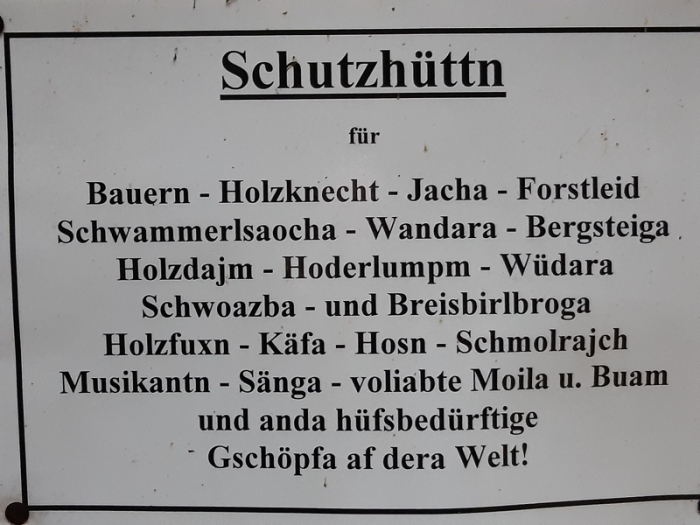 Schutzhüttn
für
Bauern - Holzknecht - Jacha - Forstleid
Schwammerlsaocha - Wandara - Bergsteiga
Holzdajm - Hoderlumpm - Wüdara
Schwoazba - und Breisbirlbroga
Holzfuxn - Käfa - Hosn - Schmolrajch
Musikantn - Sänga - voliabte Moila u. Buam
und anda hüfsbedürftige
Gschöpfa af dera Welt!